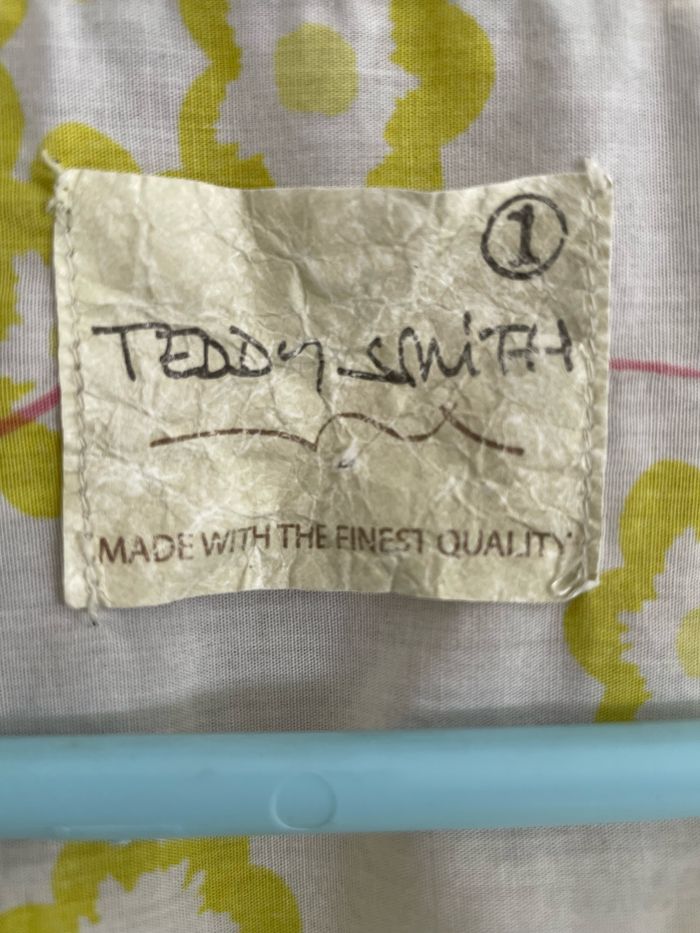 1
TEDDY SMITH
MADE WITH THE FINEST QUALITY